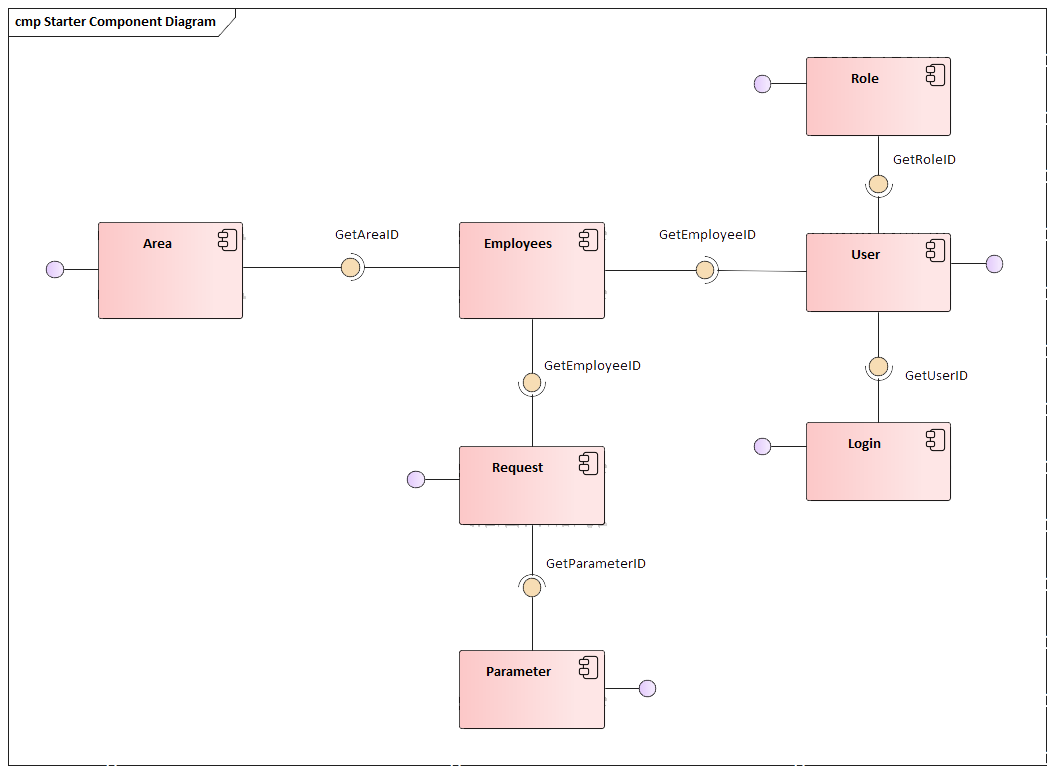 cmp Starter Component Diagram
Role
GetRoleID
Area
GetAreaID
Employees
GetEmployeeID
User
GetEmployeeID
GetUserID
Request
Login
GetParameterID
Parameter